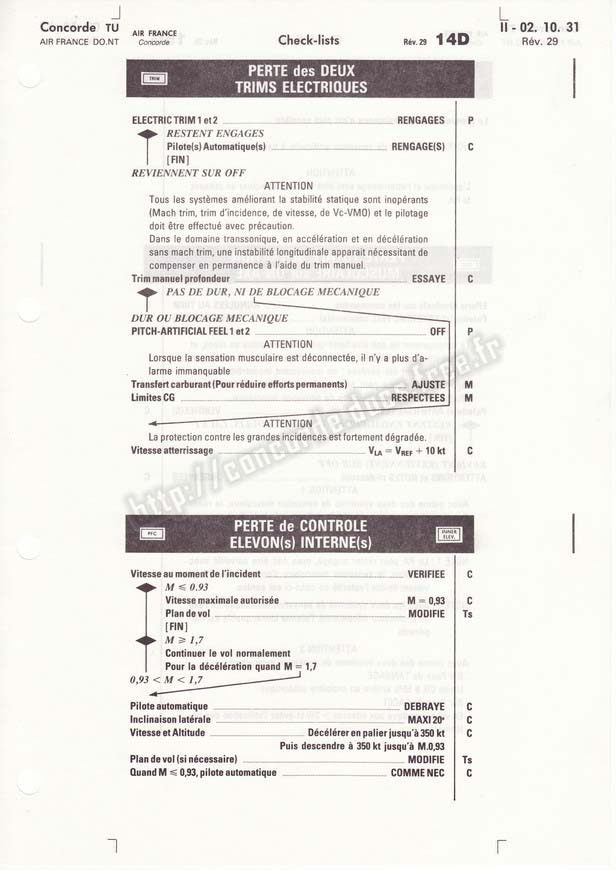 Concorde TU
AIR FRANCE DO.NT
AIR FRANCE
Concorde
Check-lists
Rév. 29 14D
II - 02. 10. 31
Rév. 29
TRIM
PERTE des DEUX
TRIMS ELECTRIQUES
ELECTRIC TRIM 1 et 2 RENGAGES P
RESTENT ENGAGES
Pilote(s) Automatique(s) RENGAGE(S) C
[FIN]
REVIENNENT SUR OFF
ATTENTION
Tous les systèmes améliorant la stabilité statique sont inopérants
(Mach trim, trim d'incidence, de vitesse, de Vc-VMO) et le pilotage
doit être effectué avec précaution.
Dans le domaine transsonique, en accélération et en décélération
sans mach trim, une instabilité longitudinale apparait nécessitant de
compenser en permanence à l'aide du trim manuel.
Trim manuel profondeur ESSAYE C
PAS DE DUR, NI DE BLOCAGE MECANIQUE
DUR OU BLOCAGE MECANIQUE
PITCH-ARTIFICIAL FEEL 1 et 2 OFF P
ATTENTION
Lorsque la sensation musculaire est déconnectée, il n'y a plus d'a-
larme immanquable
Transfert carburant (Pour réduire efforts permanents) AJUSTE M
Limites CG RESPECTEES M
ATTENTION
La protection contre les grandes incidences est fortement dégradée.
Vitesse atterrissage VLA = VREF + 10 kt C
http://concorde.docs.free.fr
PFC
PERTE de CONTROLE
ELEVON(s) INTERNE(s)
INNER
ELEV.
Vitesse au moment de l'incident VERIFIEE C
M ⩽ 0.93
Vitesse maximale autorisée M = 0,93 C
Plan de vol MODIFIE Ts
[FIN]
M ⩾ 1,7
Continuer le vol normalement
Pour la décélération quand M = 1,7
0,93 < M < 1,7
Pilote automatique DEBRAYE C
Inclinaison latérale MAXI 20° C
Vitesse et Altitude Décélérer en palier jusqu'à 350 kt C
Puis descendre à 350 kt jusqu'à M.0,93
Plan de vol (si nécessaire) MODIFIE Ts
Quand M ⩽ 0,93, pilote automatique COMME NEC C